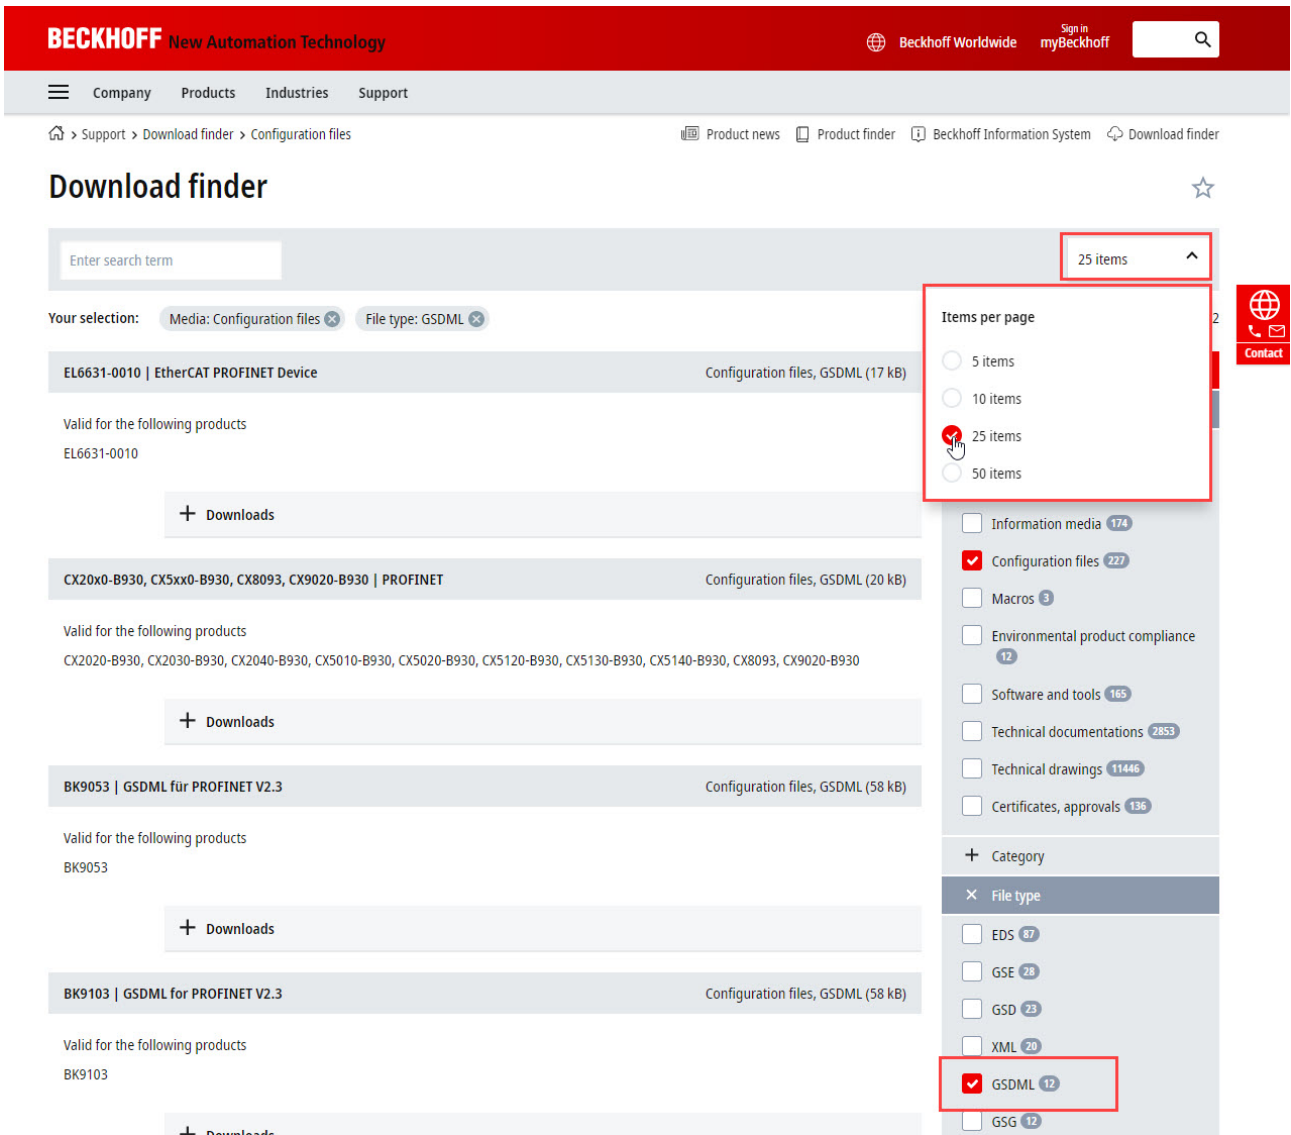 BECKHOFF New Automation Technology
Beckhoff Worldwide
Sign in
myBeckhoff
Company Products Industries Support
> Support > Download finder > Configuration files
Product news Product finder Beckhoff Information System Download finder
Download finder
Enter search term
25 items
Your selection: Media: Configuration files File type: GSDML
2
Items per page
5 items
10 items
25 items
50 items
Contact
EL6631-0010 | EtherCAT PROFINET Device Configuration files, GSDML (17 kB)
Valid for the following products
EL6631-0010
+ Downloads
CX20x0-B930, CX5xx0-B930, CX8093, CX9020-B930 | PROFINET Configuration files, GSDML (20 kB)
Valid for the following products
CX2020-B930, CX2030-B930, CX2040-B930, CX5010-B930, CX5020-B930, CX5120-B930, CX5130-B930, CX5140-B930, CX8093, CX9020-B930
+ Downloads
BK9053 | GSDML für PROFINET V2.3 Configuration files, GSDML (58 kB)
Valid for the following products
BK9053
+ Downloads
BK9103 | GSDML for PROFINET V2.3 Configuration files, GSDML (58 kB)
Valid for the following products
BK9103
+ Downloads
Information media 174
Configuration files 227
Macros 3
Environmental product compliance
12
Software and tools 165
Technical documentations 2853
Technical drawings 11446
Certificates, approvals 136
+ Category
× File type
EDS 87
GSE 28
GSD 23
XML 20
GSDML 12
GSG 12